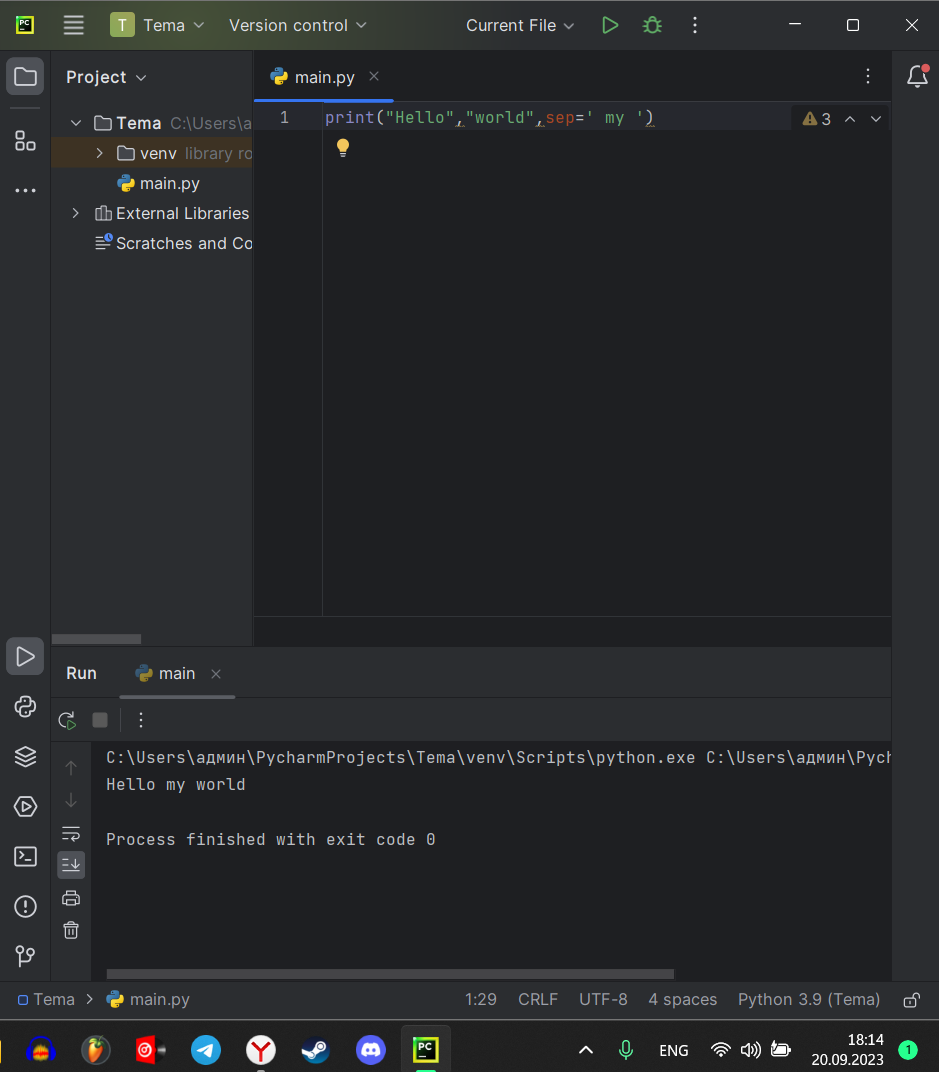 PC
T Tema Version control Current File
Project
main.py
Tema C:\Users\a
venv library ro
main.py
External Libraries
Scratches and Co
1 print("Hello","world",sep=' my ')
3
Run
main
C:\Users\админ\PycharmProjects\Tema\venv\Scripts\python.exe C:\Users\админ\Pych
Hello my world
Process finished with exit code 0
Tema
main.py
1:29 CRLF UTF-8 4 spaces Python 3.9 (Tema)
PC
ENG
18:14
20.09.2023
1